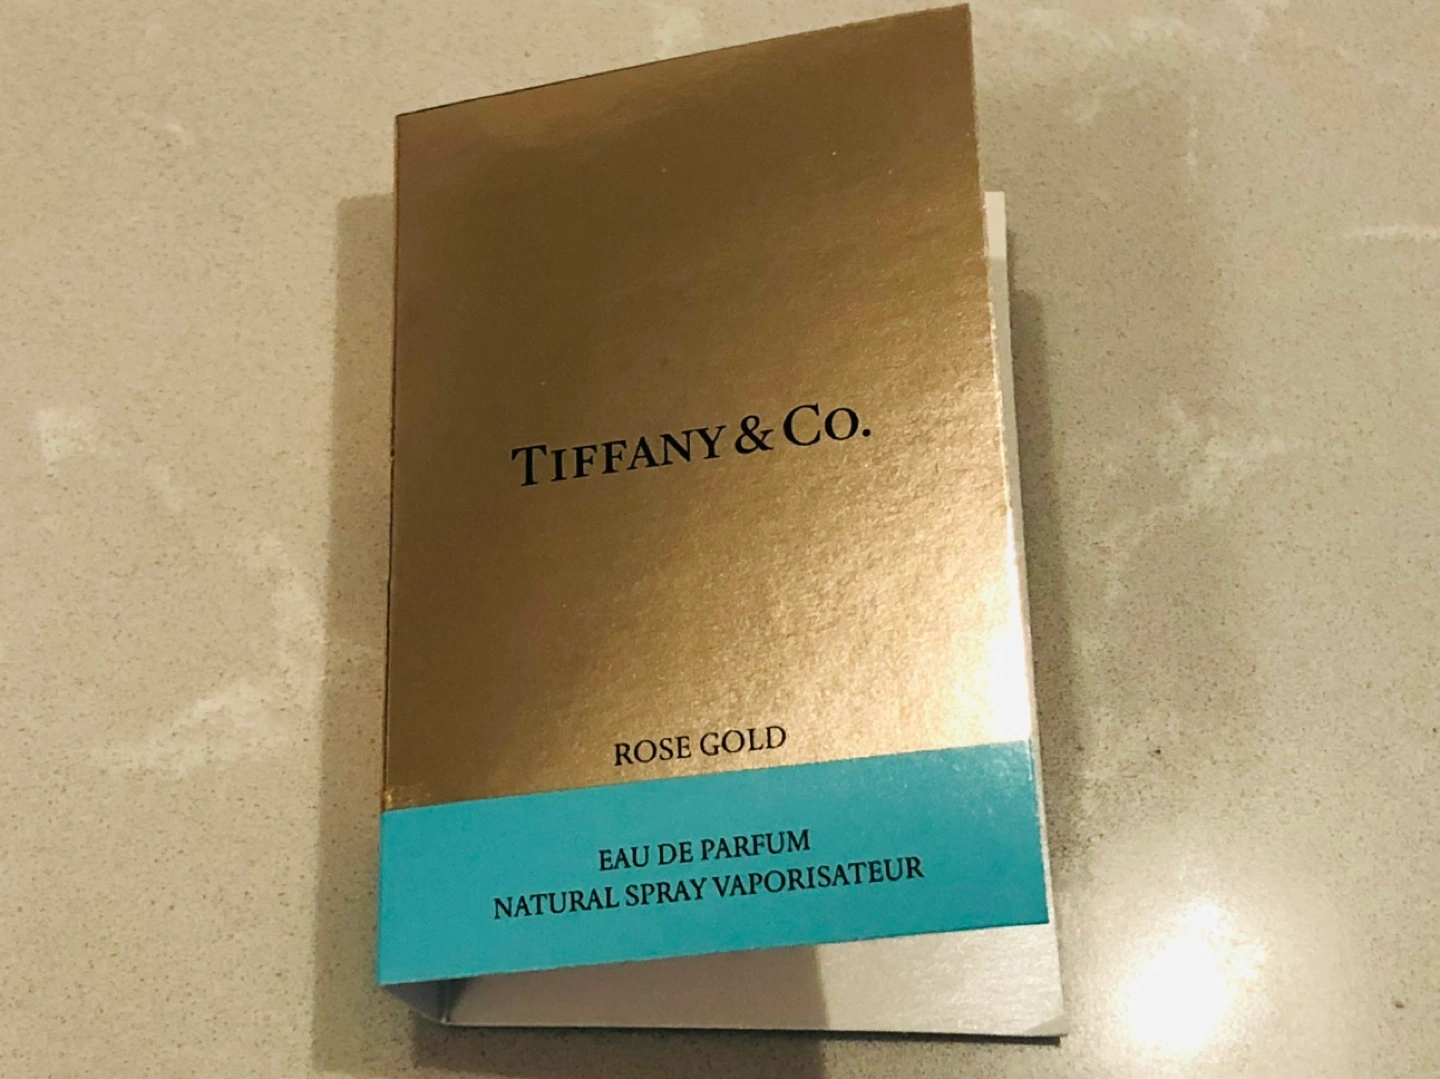 TIFFANY & CO.
ROSE GOLD
EAU DE PARFUM
NATURAL SPRAY VAPORISATEUR